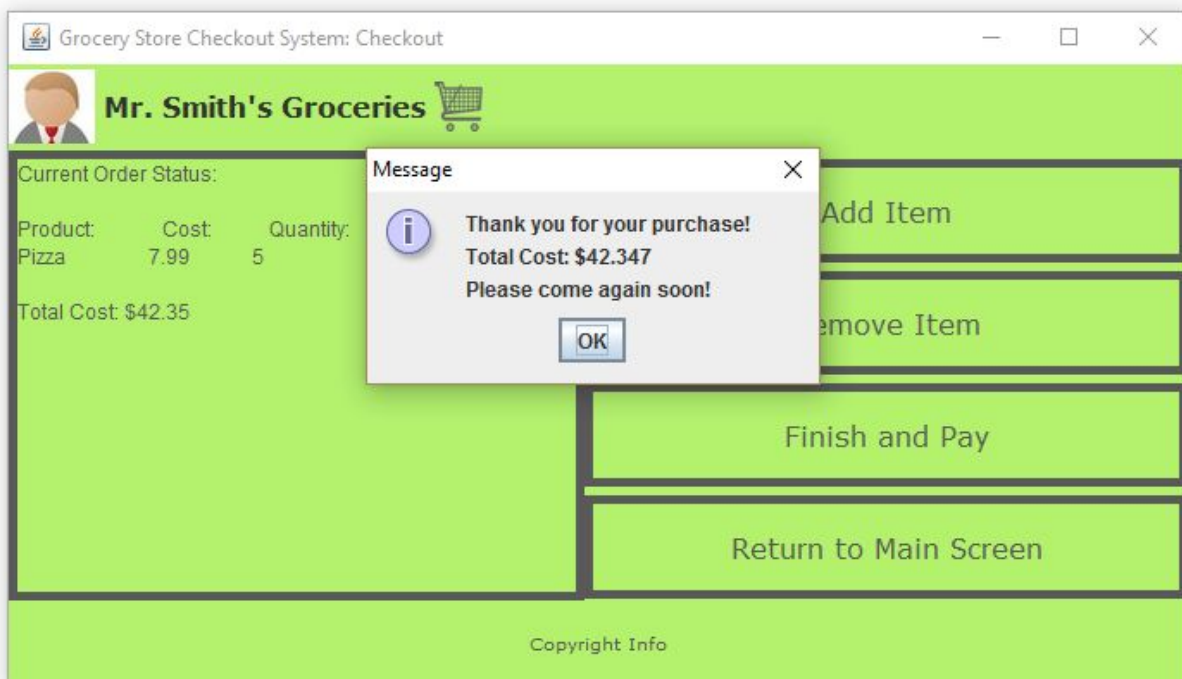 Grocery Store Checkout System: Checkout
Mr. Smith's Groceries
Current Order Status:
Product: Cost: Quantity:
Pizza 7.99 5
Total Cost: $42.35
Message
Thank you for your purchase!
Total Cost: $42.347
Please come again soon!
OK
Add Item
emove Item
Finish and Pay
Return to Main Screen
Copyright Info